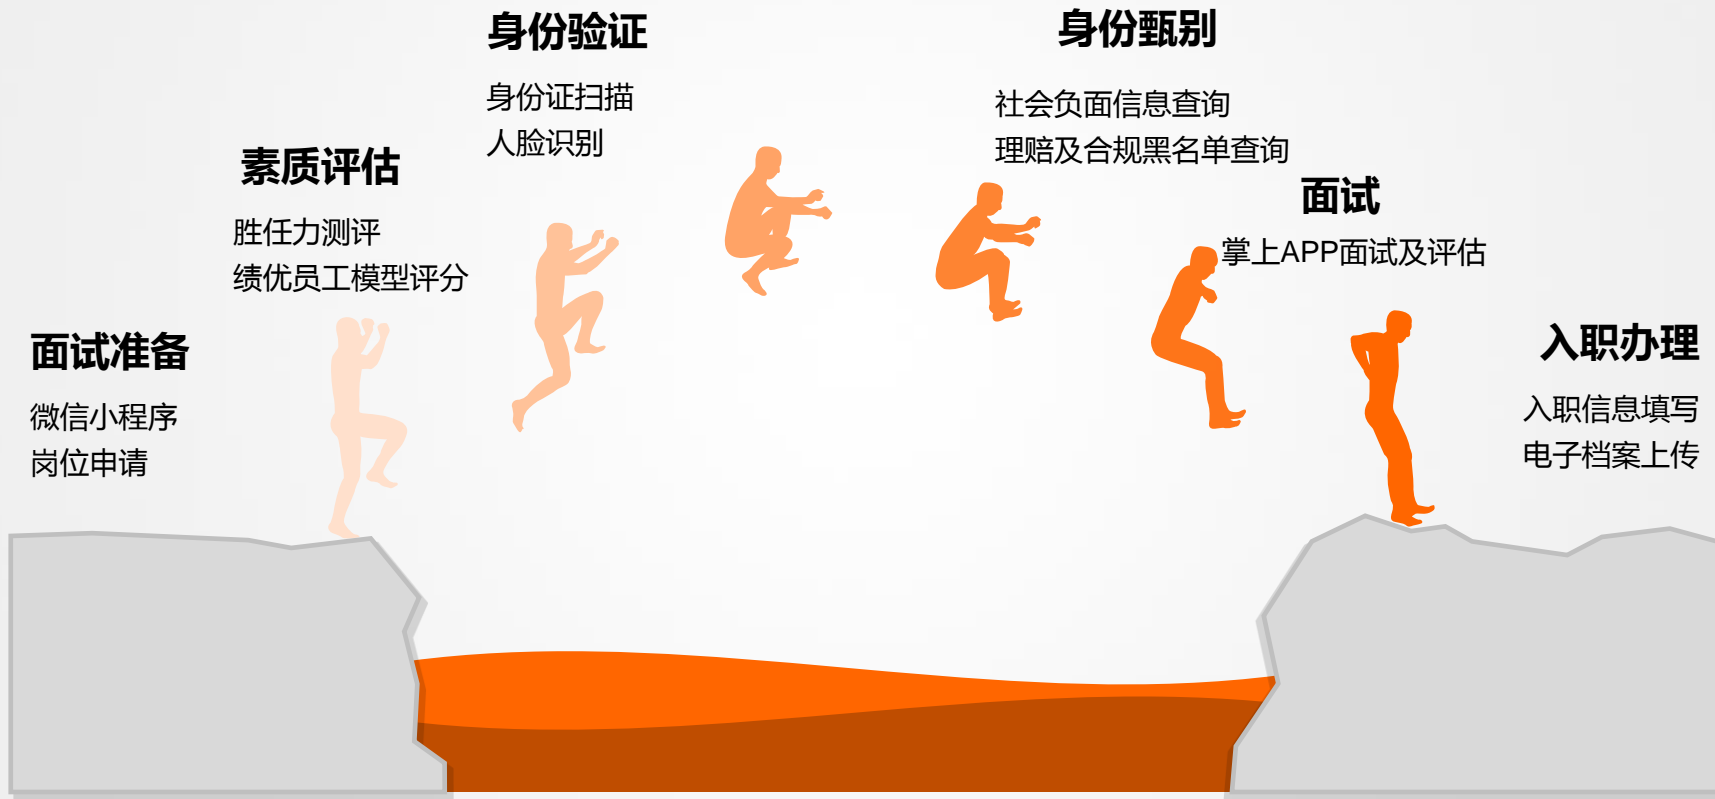 面试准备
微信小程序
岗位申请
素质评估
胜任力测评
绩优员工模型评分
身份验证
身份证扫描
人脸识别
身份甄别
社会负面信息查询
理赔及合规黑名单查询
面试
掌上APP面试及评估
入职办理
入职信息填写
电子档案上传